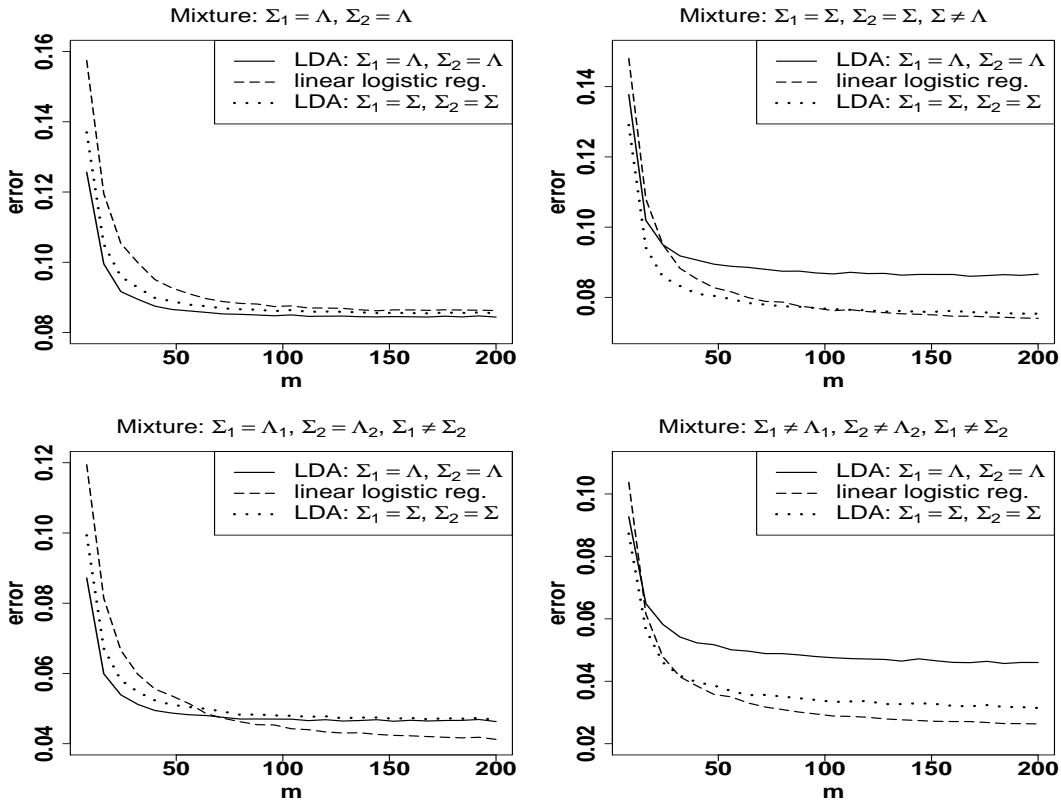 Mixture: Σ₁ = Λ, Σ₂ = Λ
LDA: Σ₁ = Λ, Σ₂ = Λ
linear logistic reg.
LDA: Σ₁ = Σ, Σ₂ = Σ
error
0.16
0.14
0.12
0.10
0.08
50
100
150
200
m
Mixture: Σ₁ = Σ, Σ₂ = Σ, Σ ≠ Λ
LDA: Σ₁ = Λ, Σ₂ = Λ
linear logistic reg.
LDA: Σ₁ = Σ, Σ₂ = Σ
error
0.14
0.12
0.10
0.08
50
100
150
200
m
Mixture: Σ₁ = Λ₁, Σ₂ = Λ₂, Σ₁ ≠ Σ₂
LDA: Σ₁ = Λ, Σ₂ = Λ
linear logistic reg.
LDA: Σ₁ = Σ, Σ₂ = Σ
error
0.12
0.10
0.08
0.06
0.04
50
100
150
200
m
Mixture: Σ₁ ≠ Λ₁, Σ₂ ≠ Λ₂, Σ₁ ≠ Σ₂
LDA: Σ₁ = Λ, Σ₂ = Λ
linear logistic reg.
LDA: Σ₁ = Σ, Σ₂ = Σ
error
0.10
0.08
0.06
0.04
0.02
50
100
150
200
m